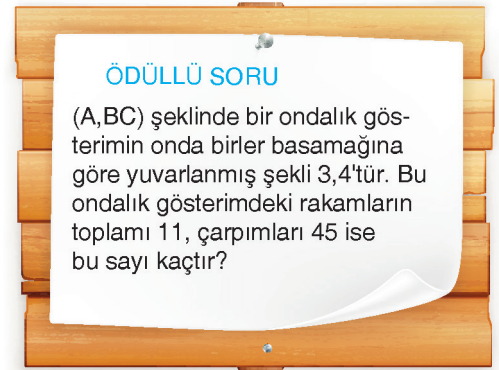 ÖDÜLLÜ SORU
(A,BC) şeklinde bir ondalık gös-
terimin onda birler basamağına
göre yuvarlanmış şekli 3,4'tür. Bu
ondalık gösterimdeki rakamların
toplamı 11, çarpımları 45 ise
bu sayı kaçtır?